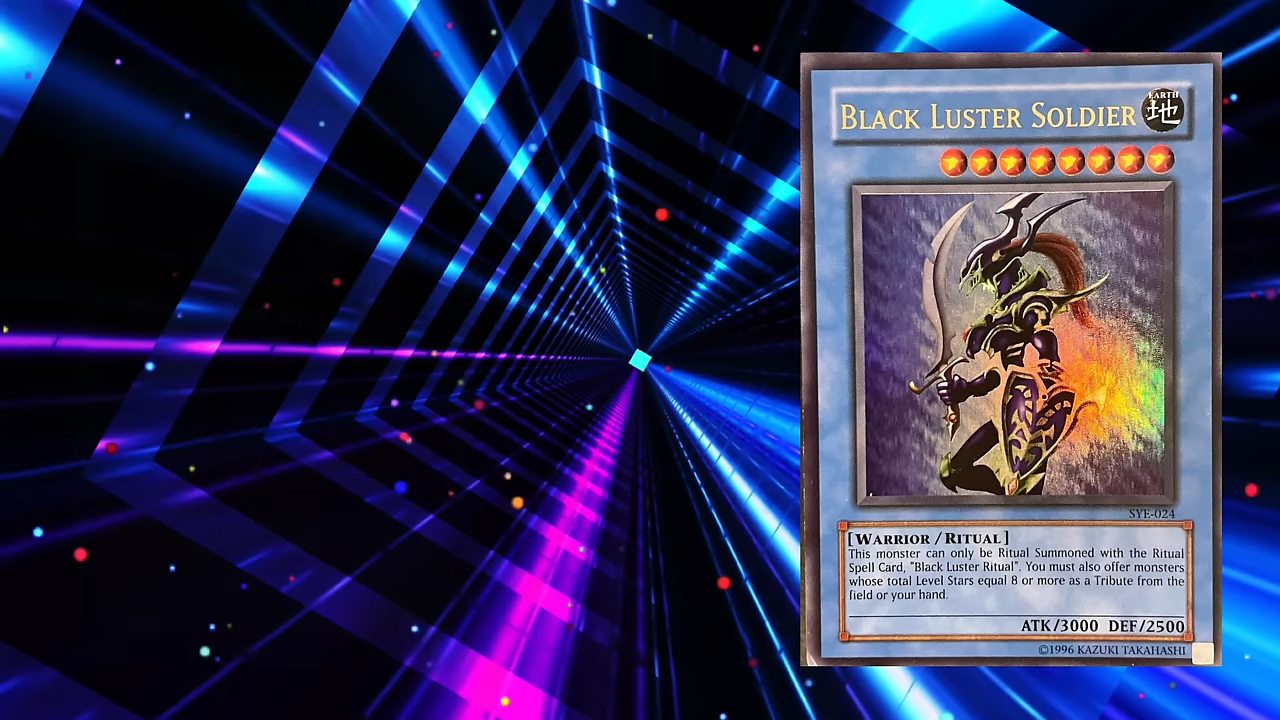 BLACK LUSTER SOLDIER
EARTH
地
SYE-024
[WARRIOR / RITUAL]
This monster can only be Ritual Summoned with the Ritual
Spell Card, "Black Luster Ritual". You must also offer monsters
whose total Level Stars equal 8 or more as a Tribute from the
field or your hand.
ATK/3000 DEF/2500
©1996 KAZUKI TAKAHASHI